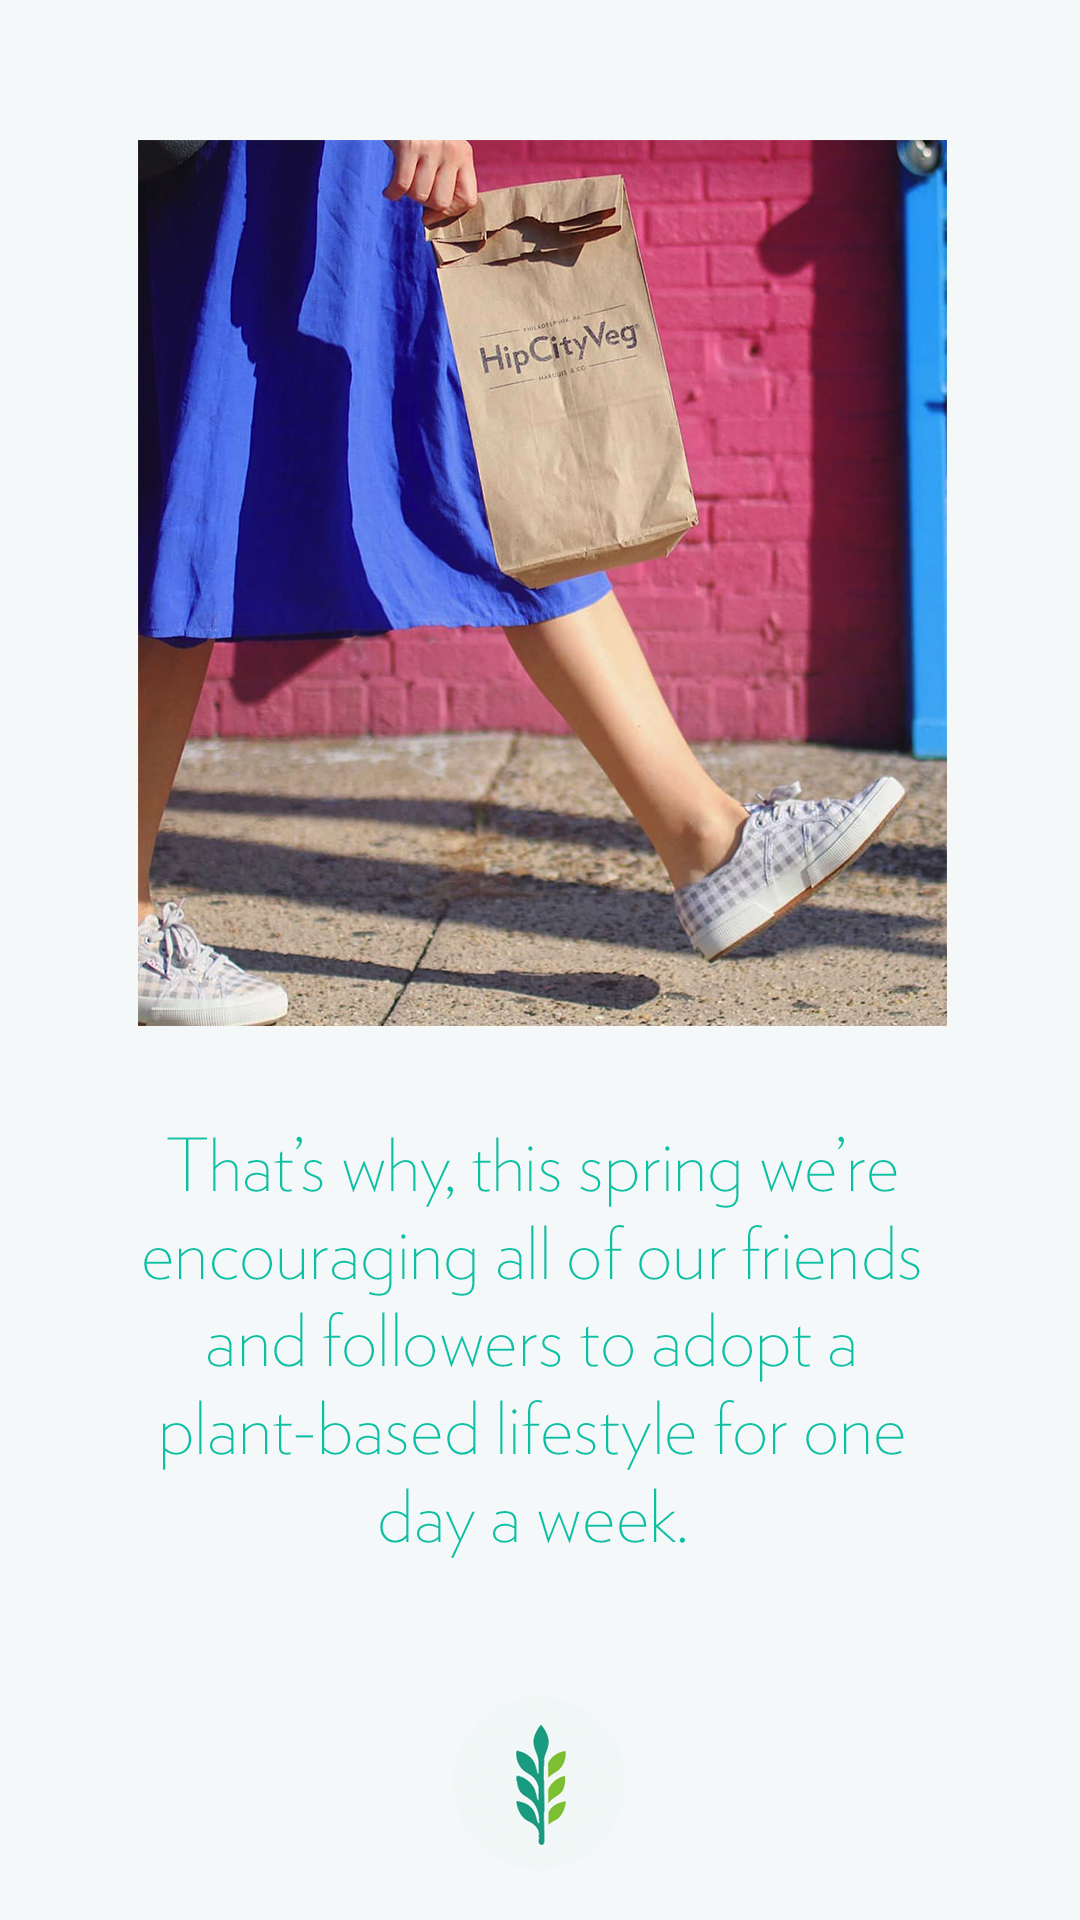 PHILADELPHIA, PA
HipCityVeg
MARQUIS & CO
That's why, this spring we're
encouraging all of our friends
and followers to adopt a
plant-based lifestyle for one
day a week.